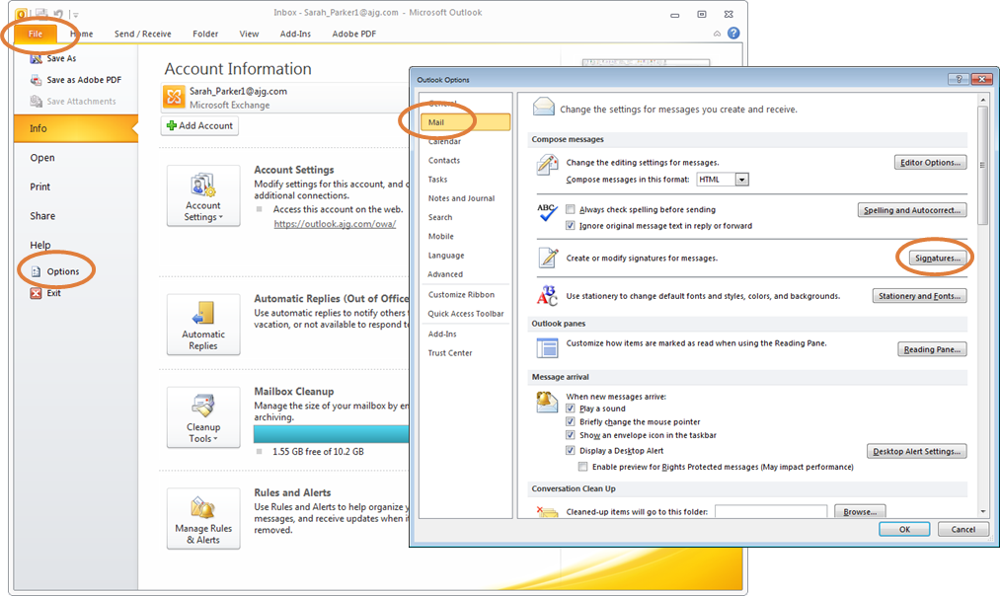 Inbox - Sarah_Parker1@ajg.com - Microsoft Outlook
File Home Send / Receive Folder View Add-Ins Adobe PDF
Save As
Save as Adobe PDF
Save Attachments
Info
Open
Print
Share
Help
Options
Exit
Account Information
Sarah_Parker1@ajg.com
Microsoft Exchange
Add Account
Account Settings
Account Settings
Modify settings for this account, and c
additional connections.
Access this account on the web.
https://outlook.ajg.com/owa/
Automatic Replies
Automatic Replies (Out of Office
Use automatic replies to notify others t
vacation, or not available to respond te
Cleanup Tools
Mailbox Cleanup
Manage the size of your mailbox by em
archiving.
1.55 GB free of 10.2 GB
Manage Rules & Alerts
Rules and Alerts
Use Rules and Alerts to help organize y
messages, and receive updates when it
removed.
Outlook Options
General
Mail
Calendar
Contacts
Tasks
Notes and Journal
Search
Mobile
Language
Advanced
Customize Ribbon
Quick Access Toolbar
Add-Ins
Trust Center
Change the settings for messages you create and receive.
Compose messages
Change the editing settings for messages.
Editor Options...
Compose messages in this format: HTML
ABC
Always check spelling before sending
Spelling and Autocorrect...
Ignore original message text in reply or forward
Create or modify signatures for messages.
Signatures...
Use stationery to change default fonts and styles, colors, and backgrounds.
Stationery and Fonts...
Outlook panes
Customize how items are marked as read when using the Reading Pane.
Reading Pane...
Message arrival
When new messages arrive:
Play a sound
Briefly change the mouse pointer
Show an envelope icon in the taskbar
Display a Desktop Alert
Desktop Alert Settings...
Enable preview for Rights Protected messages (May impact performance)
Conversation Clean Up
Cleaned-up items will go to this folder:
Browse...
OK Cancel